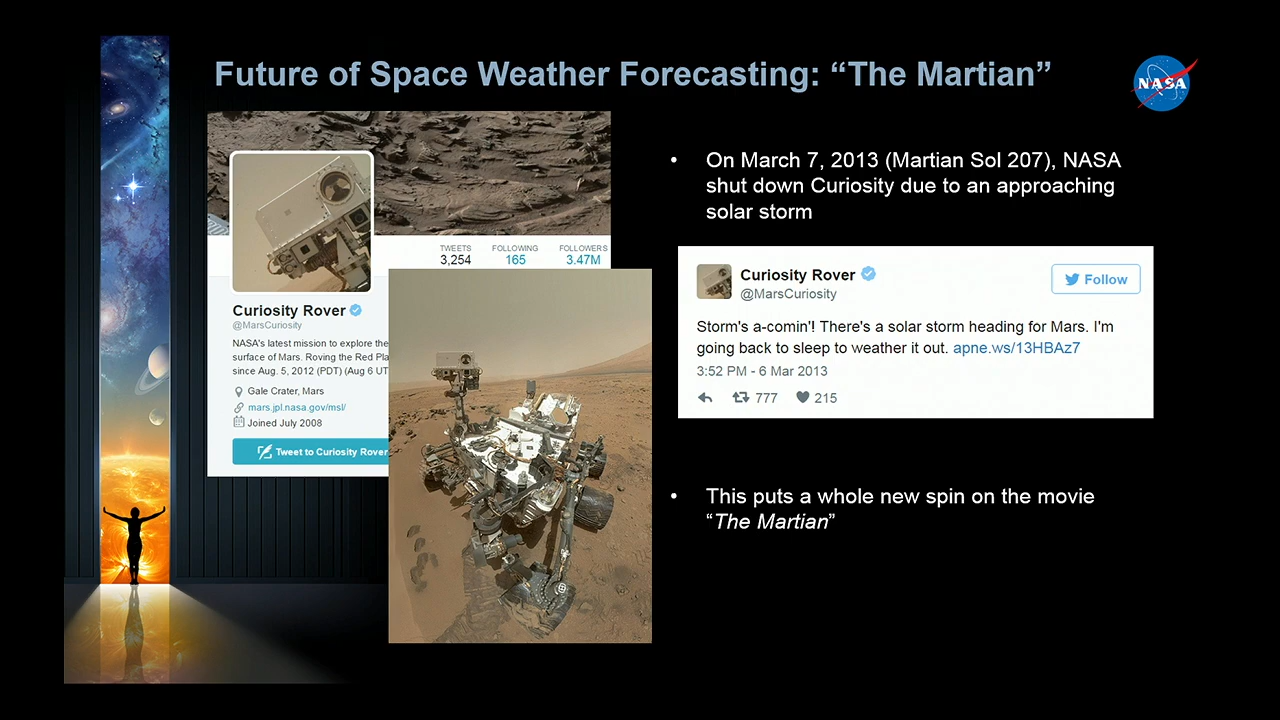 Future of Space Weather Forecasting: “The Martian”
NASA
TWEETS FOLLOWING FOLLOWERS
3,254 165 3.47M
Curiosity Rover
@MarsCuriosity
NASA's latest mission to explore the
surface of Mars. Roving the Red Pla
since Aug. 5, 2012 (PDT) (Aug 6 UT
Gale Crater, Mars
mars.jpl.nasa.gov/msl/
Joined July 2008
Tweet to Curiosity Rover
• On March 7, 2013 (Martian Sol 207), NASA
shut down Curiosity due to an approaching
solar storm
Curiosity Rover
@MarsCuriosity
Follow
Storm's a-comin'! There's a solar storm heading for Mars. I'm
going back to sleep to weather it out. apne.ws/13HBAz7
3:52 PM - 6 Mar 2013
777 215
• This puts a whole new spin on the movie
“The Martian”